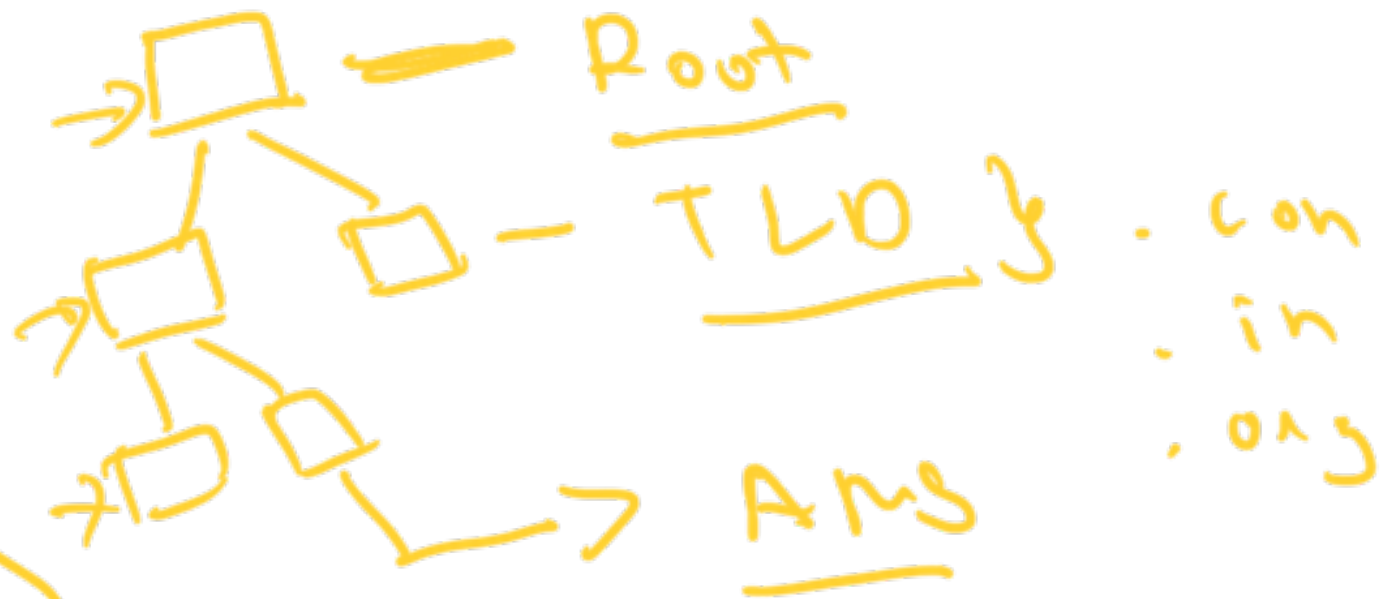 Root
TLD } .com
.in
.org
ANS